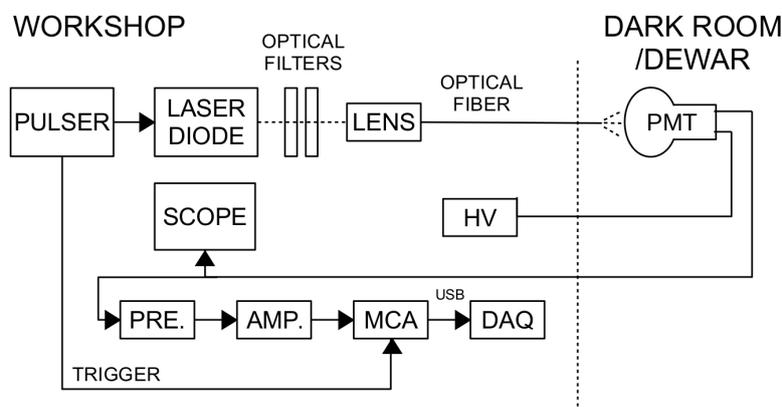 WORKSHOP
DARK ROOM
/DEWAR
OPTICAL
FILTERS
OPTICAL
FIBER
PULSER
LASER
DIODE
LENS
PMT
SCOPE
HV
USB
PRE.
AMP.
MCA
DAQ
TRIGGER